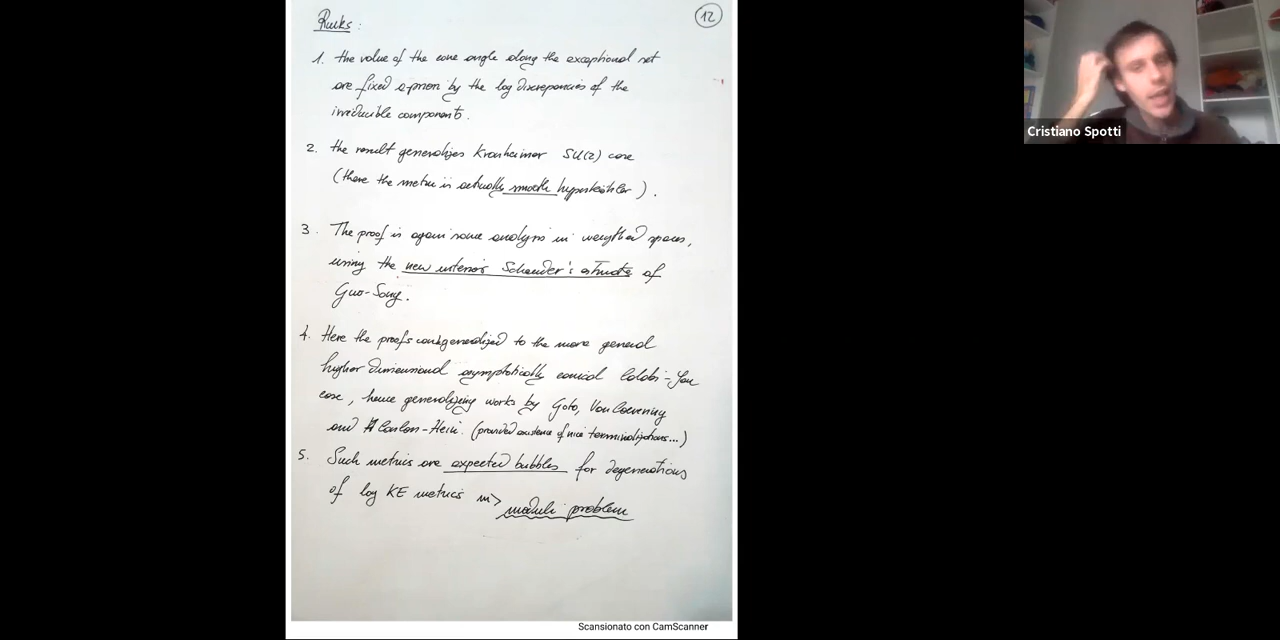 Rmks:
12
1. the value of the cone angle along the exceptional set
are fixed apriori by the log discrepancies of the
irreducible components.
2. the result generalizes Kronheimer SU(2) case
(there the metric is actually smooth hyperkähler).
3. The proof is again some analysis in weigthed spaces,
using the new interior Schauder's estimate of
Guo-Song.
4. Here the proofs generalized to the more general
higher dimensional asymptotically conical Calabi-Yau
case, hence generalizing works by Goto, Van Coevering
and Conlon-Hein. (provided existence of nice terminalizations...)
5. Such metrics are expected bubbles for degenerations
of log KE metrics ⇝ moduli problem
Scansionato con CamScanner
Cristiano Spotti